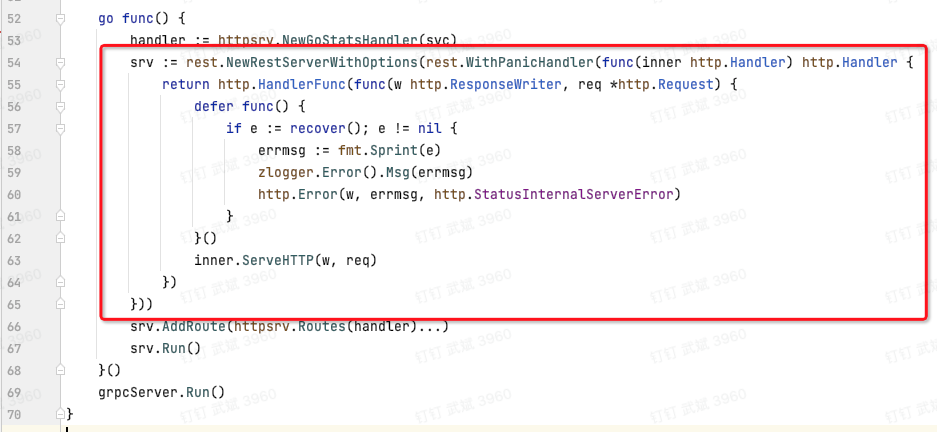 52 go func() {
53 handler := httpsrv.NewGoStatsHandler(svc)
54 srv := rest.NewRestServerWithOptions(rest.WithPanicHandler(func(inner http.Handler) http.Handler {
55 return http.HandlerFunc(func(w http.ResponseWriter, req *http.Request) {
56 defer func() {
57 if e := recover(); e != nil {
58 errmsg := fmt.Sprint(e)
59 zlogger.Error().Msg(errmsg)
60 http.Error(w, errmsg, http.StatusInternalServerError)
61 }
62 }()
63 inner.ServeHTTP(w, req)
64 })
65 }))
66 srv.AddRoute(httpsrv.Routes(handler)...)
67 srv.Run()
68 }()
69 grpcServer.Run()
70 }
钉钉 武斌 3960